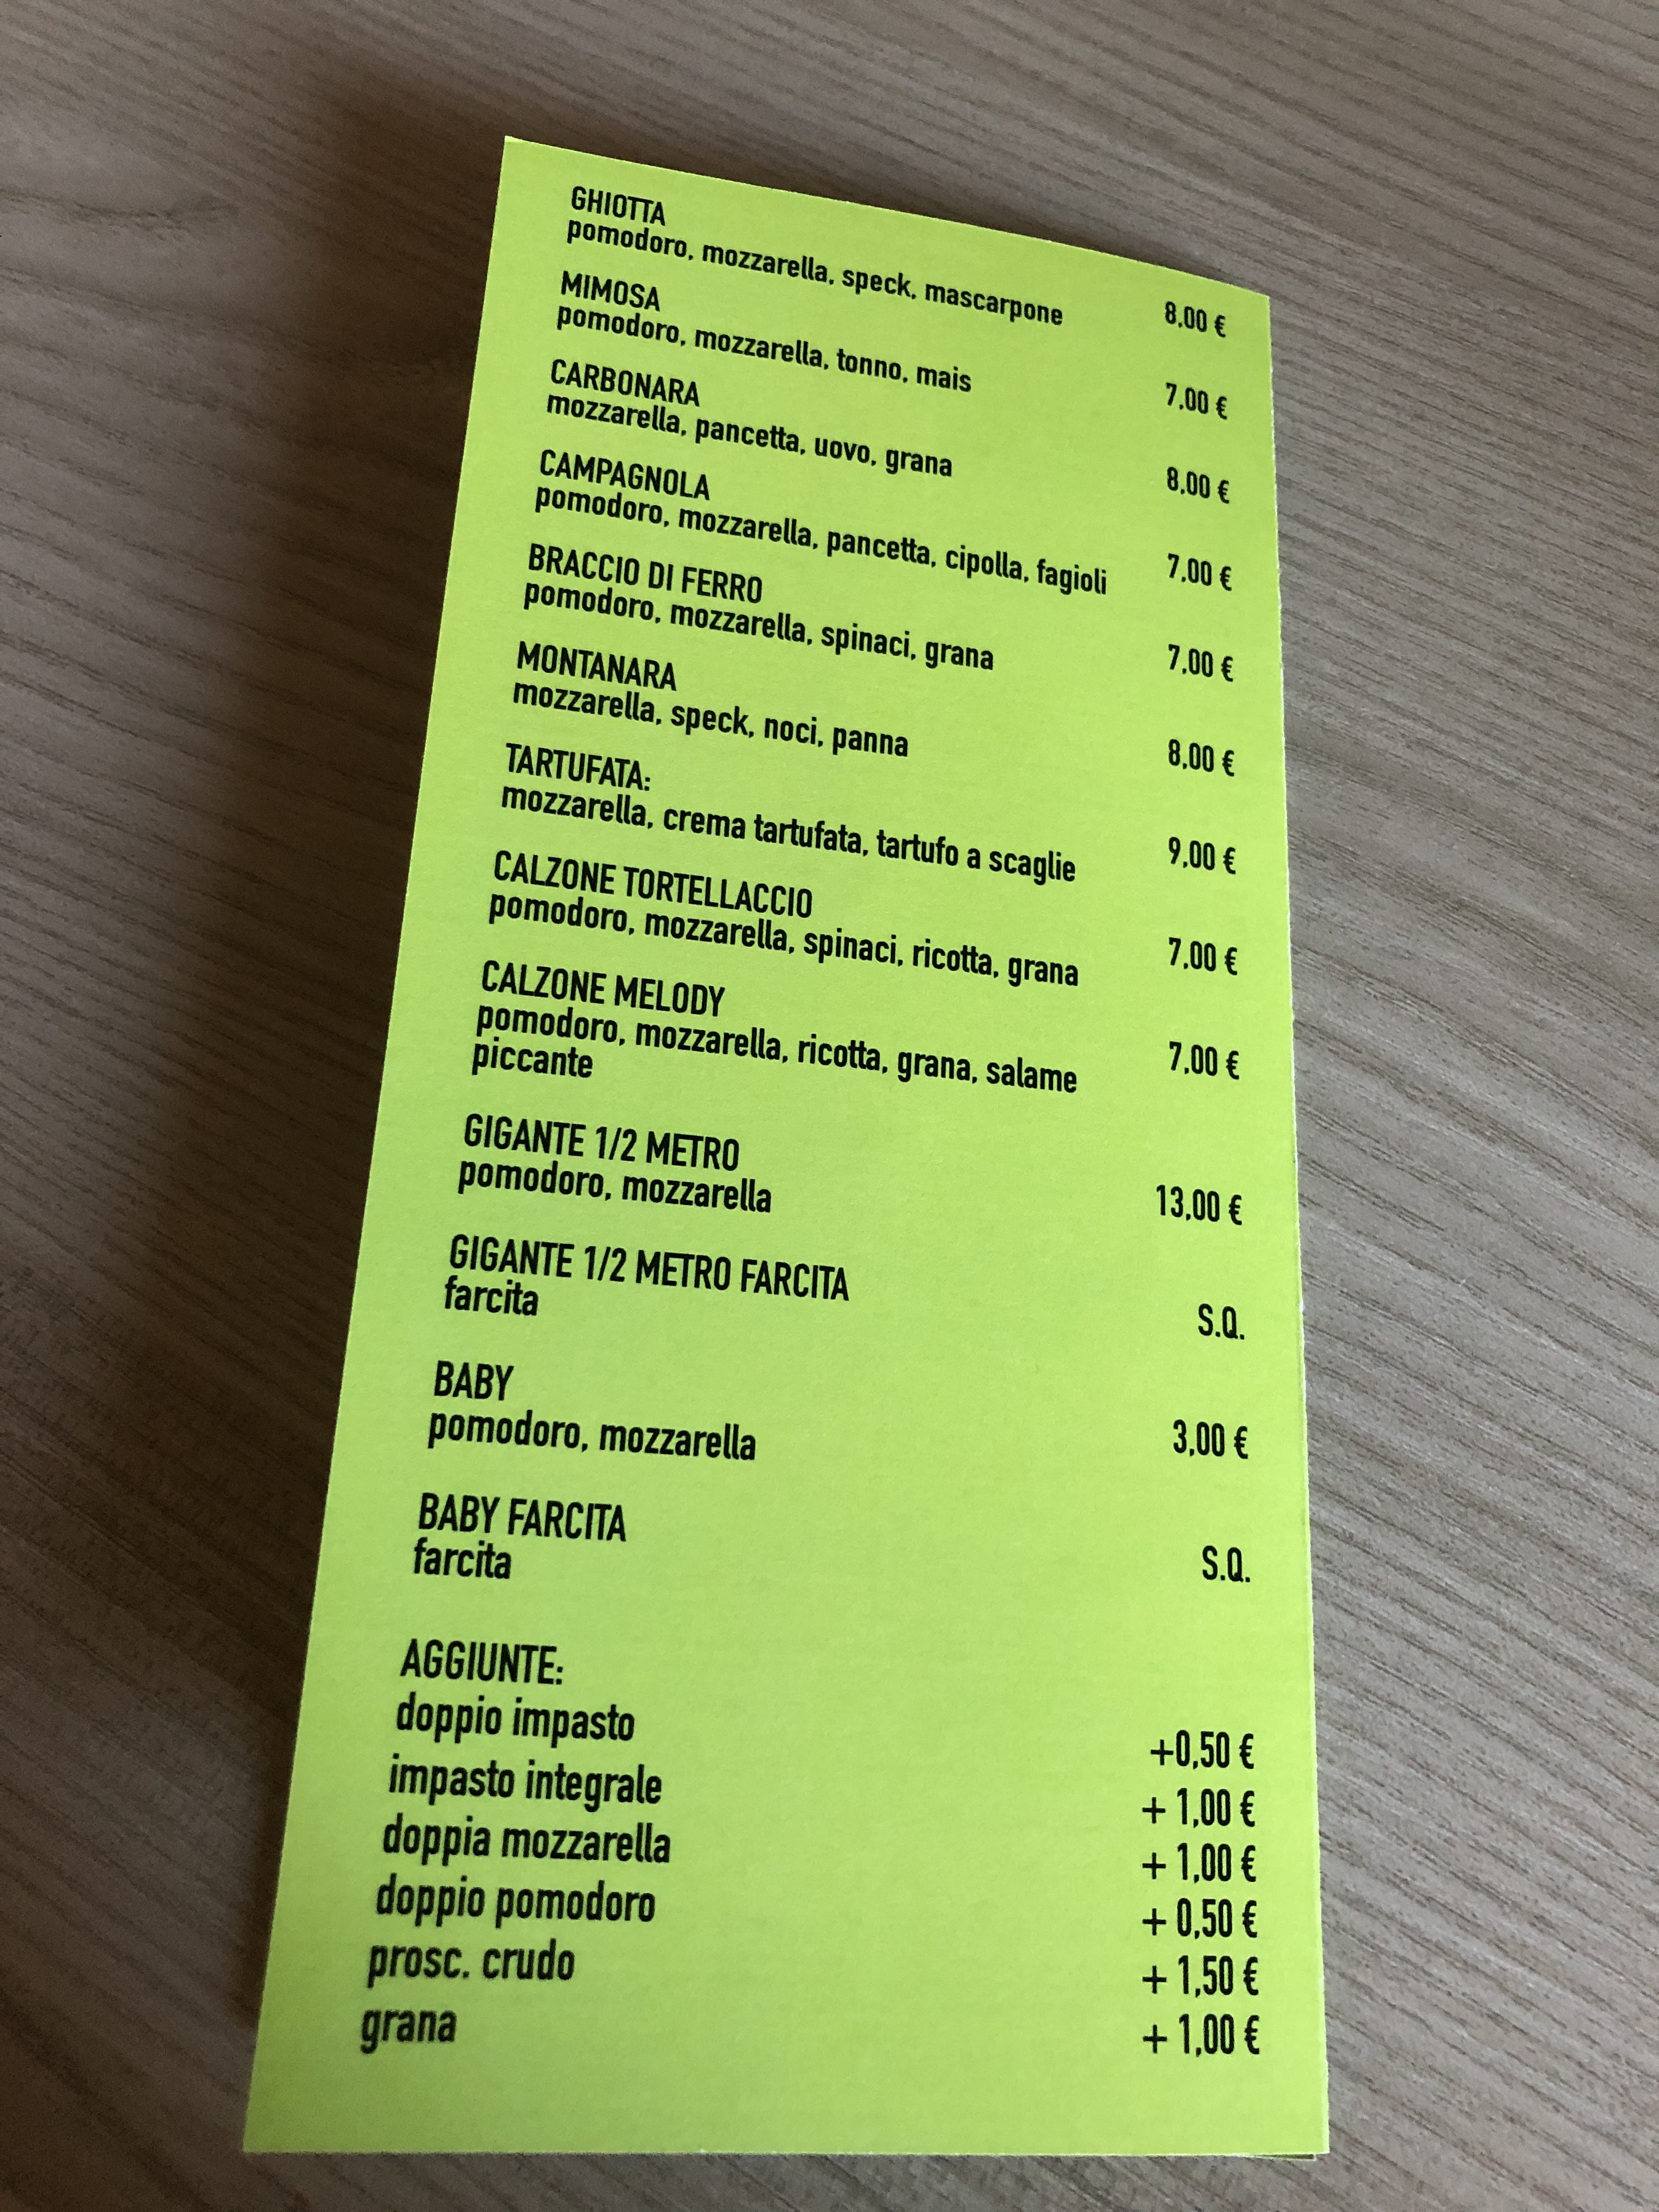 GHIOTTA
pomodoro, mozzarella, speck, mascarpone 8,00 €
MIMOSA
pomodoro, mozzarella, tonno, mais 7,00 €
CARBONARA
mozzarella, pancetta, uovo, grana 8,00 €
CAMPAGNOLA
pomodoro, mozzarella, pancetta, cipolla, fagioli 7,00 €
BRACCIO DI FERRO
pomodoro, mozzarella, spinaci, grana 7,00 €
MONTANARA
mozzarella, speck, noci, panna 8,00 €
TARTUFATA:
mozzarella, crema tartufata, tartufo a scaglie 9,00 €
CALZONE TORTELLACCIO
pomodoro, mozzarella, spinaci, ricotta, grana 7,00 €
CALZONE MELODY
pomodoro, mozzarella, ricotta, grana, salame 7,00 €
piccante
GIGANTE 1/2 METRO
pomodoro, mozzarella 13,00 €
GIGANTE 1/2 METRO FARCITA
farcita S.Q.
BABY
pomodoro, mozzarella 3,00 €
BABY FARCITA
farcita S.Q.
AGGIUNTE:
doppio impasto +0,50 €
impasto integrale + 1,00 €
doppia mozzarella + 1,00 €
doppio pomodoro + 0,50 €
prosc. crudo + 1,50 €
grana + 1,00 €